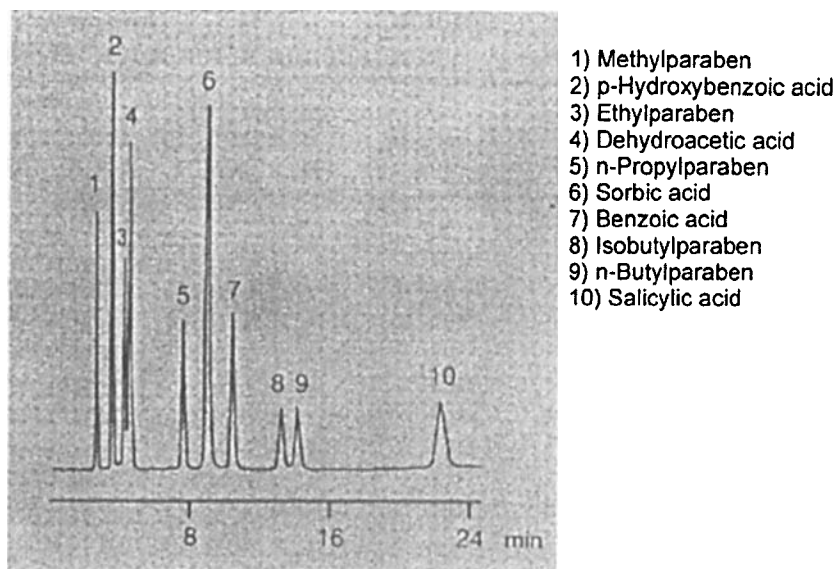 2
6
4
1
3
5
7
8 9
10
8 16 24 min
1) Methylparaben
2) p-Hydroxybenzoic acid
3) Ethylparaben
4) Dehydroacetic acid
5) n-Propylparaben
6) Sorbic acid
7) Benzoic acid
8) Isobutylparaben
9) n-Butylparaben
10) Salicylic acid